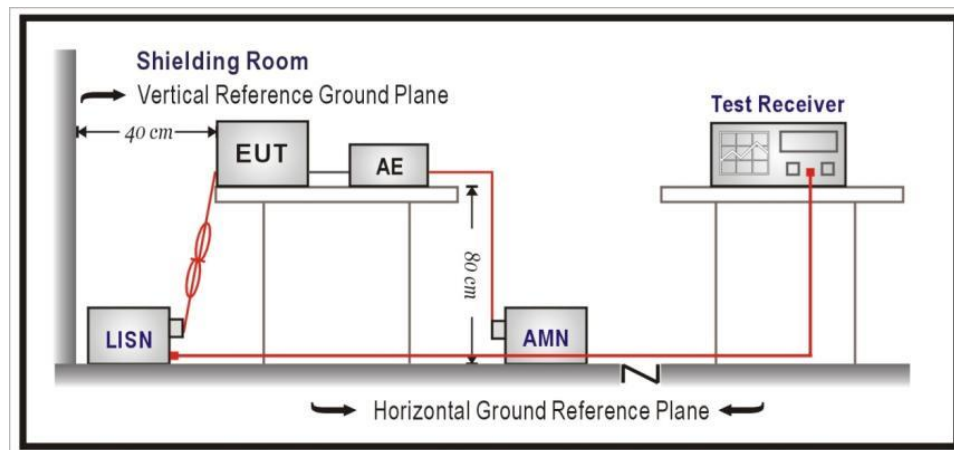 Shielding Room
Vertical Reference Ground Plane
Test Receiver
40 cm
EUT
AE
80 cm
LISN
AMN
Horizontal Ground Reference Plane